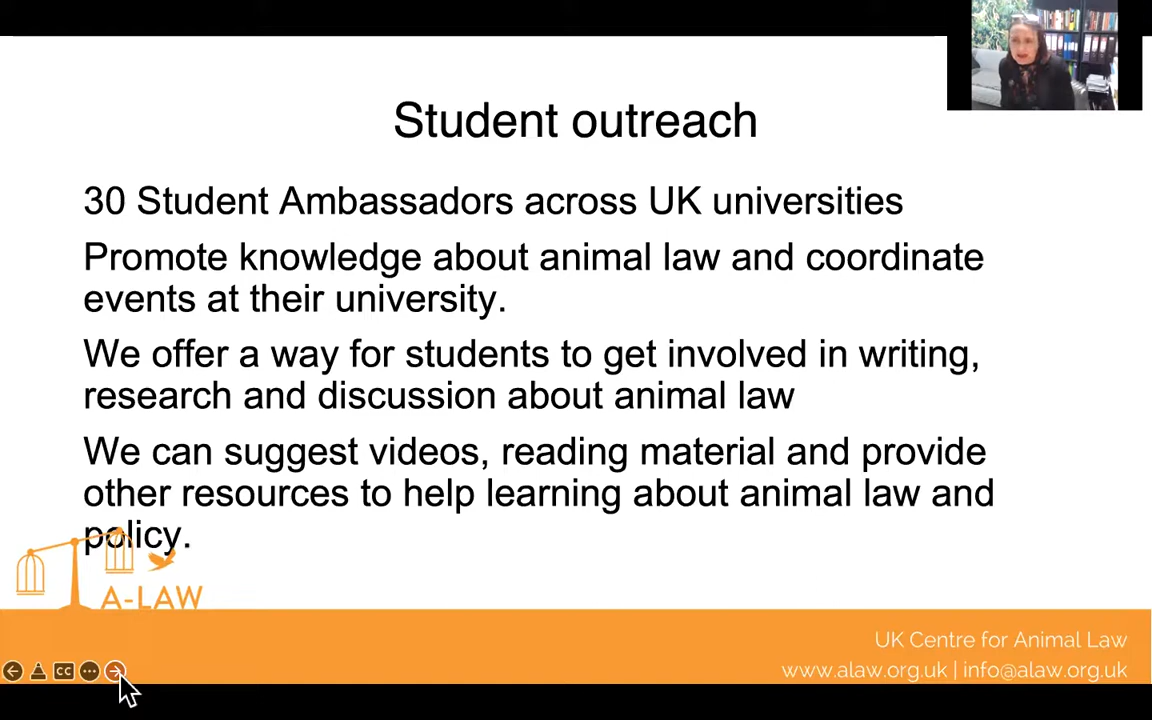 Student outreach
30 Student Ambassadors across UK universities
Promote knowledge about animal law and coordinate
events at their university.
We offer a way for students to get involved in writing,
research and discussion about animal law
We can suggest videos, reading material and provide
other resources to help learning about animal law and
policy.
A-LAW
UK Centre for Animal Law
www.alaw.org.uk | info@alaw.org.uk
CC